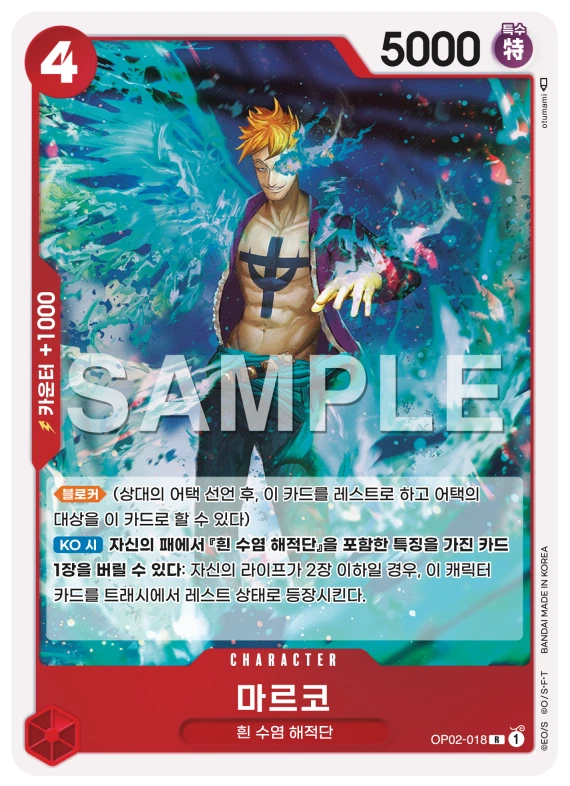 4
5000
특수
特
otumami
카운터 +1000
SAMPLE
블로커 (상대의 어택 선언 후, 이 카드를 레스트로 하고 어택의
대상을 이 카드로 할 수 있다)
KO 시 자신의 패에서 『흰 수염 해적단』을 포함한 특징을 가진 카드
1장을 버릴 수 있다: 자신의 라이프가 2장 이하일 경우, 이 캐릭터
카드를 트래시에서 레스트 상태로 등장시킨다.
CHARACTER
마르코
흰 수염 해적단
OP02-018 R 1
©EO/S ©O/S·F·T BANDAI MADE IN KOREA